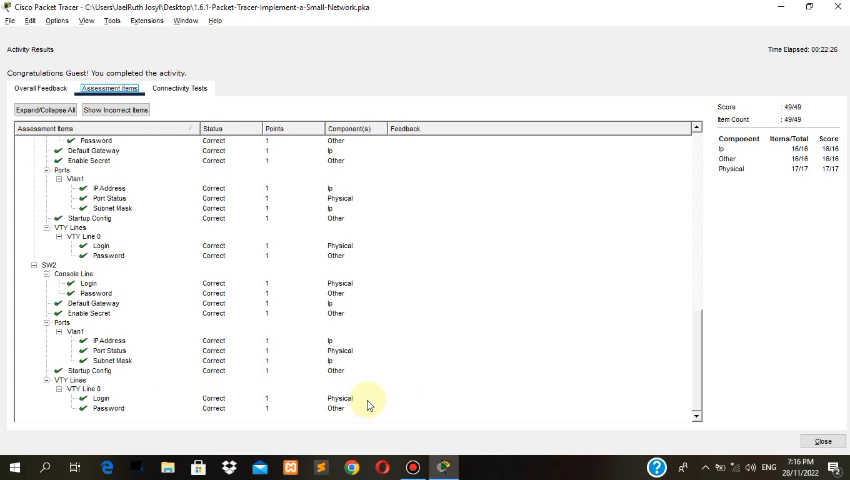 Cisco Packet Tracer - C:\Users\JaelRuth Josyl\Desktop\1.6.1-Packet-Tracer-Implement-a-Small-Network.pka
File Edit Options View Tools Extensions Window Help
Activity Results Time Elapsed: 00:22:26
Congratulations Guest! You completed the activity.
Overall Feedback Assessment Items Connectivity Tests
Expand/Collapse All Show Incorrect Items
Score : 49/49
Item Count : 49/49
Component Items/Total Score
Ip 16/16 16/16
Other 16/16 16/16
Physical 17/17 17/17
Assessment Items Status Points Component(s) Feedback
Password Correct 1 Other
Default Gateway Correct 1 Ip
Enable Secret Correct 1 Other
Ports
Vlan1
IP Address Correct 1 Ip
Port Status Correct 1 Physical
Subnet Mask Correct 1 Ip
Startup Config Correct 1 Other
VTY Lines
VTY Line 0
Login Correct 1 Physical
Password Correct 1 Other
SW2
Console Line
Login Correct 1 Physical
Password Correct 1 Other
Default Gateway Correct 1 Ip
Enable Secret Correct 1 Other
Ports
Vlan1
IP Address Correct 1 Ip
Port Status Correct 1 Physical
Subnet Mask Correct 1 Ip
Startup Config Correct 1 Other
VTY Lines
VTY Line 0
Login Correct 1 Physical
Password Correct 1 Other
Close
ENG
7:16 PM
28/11/2022
2